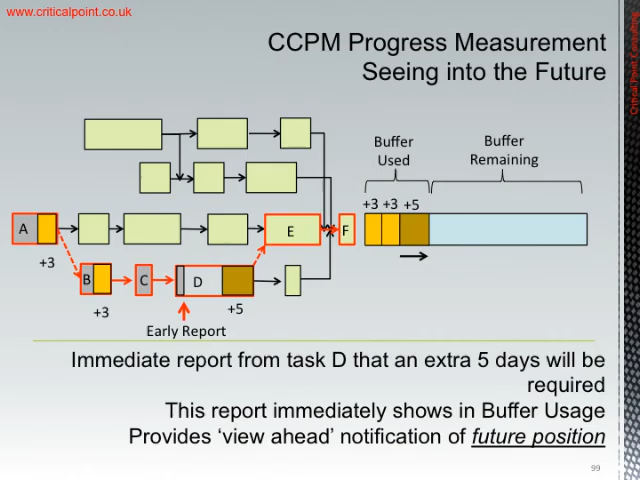 www.criticalpoint.co.uk
Critical Point Consulting
CCPM Progress Measurement
Seeing into the Future
Buffer
Used
Buffer
Remaining
+3 +3 +5
A
E
F
+3
B
C
D
+3
+5
Early Report
Immediate report from task D that an extra 5 days will be
required
This report immediately shows in Buffer Usage
Provides ‘view ahead’ notification of future position
99